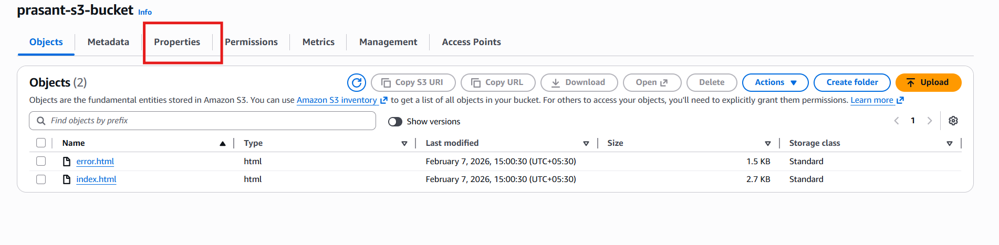 prasant-s3-bucket Info
Objects Metadata Properties Permissions Metrics Management Access Points
Objects (2) Copy S3 URI Copy URL Download Open Delete Actions Create folder Upload
Objects are the fundamental entities stored in Amazon S3. You can use Amazon S3 inventory to get a list of all objects in your bucket. For others to access your objects, you'll need to explicitly grant them permissions. Learn more
Find objects by prefix Show versions 1
Name Type Last modified Size Storage class
error.html html February 7, 2026, 15:00:30 (UTC+05:30) 1.5 KB Standard
index.html html February 7, 2026, 15:00:30 (UTC+05:30) 2.7 KB Standard